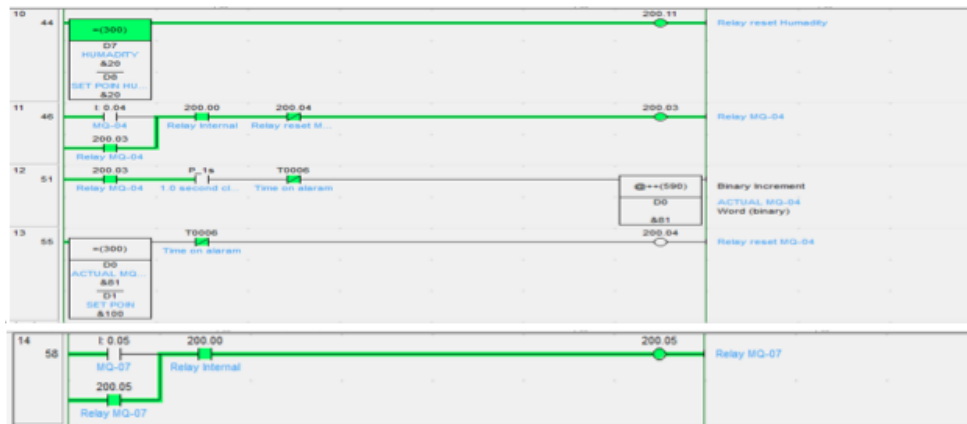 10
44
=(300)
D7
HUMADITY
&20
D8
SET POIN HU...
&20
200.11
Relay reset Humadity
11
46
I: 0.04
MQ-04
200.00
Relay Internal
200.04
Relay reset M...
200.03
Relay MQ-04
200.03
Relay MQ-04
12
51
200.03
Relay MQ-04
P_1s
1.0 second cl...
T0006
Time on alaram
@++(590)
D0
&81
Binary Increment
ACTUAL MQ-04
Word (binary)
13
55
=(300)
D0
ACTUAL MQ...
&81
D1
SET POIN
&100
T0006
Time on alaram
200.04
Relay reset MQ-04
14
58
I: 0.05
MQ-07
200.00
Relay Internal
200.05
Relay MQ-07
200.05
Relay MQ-07